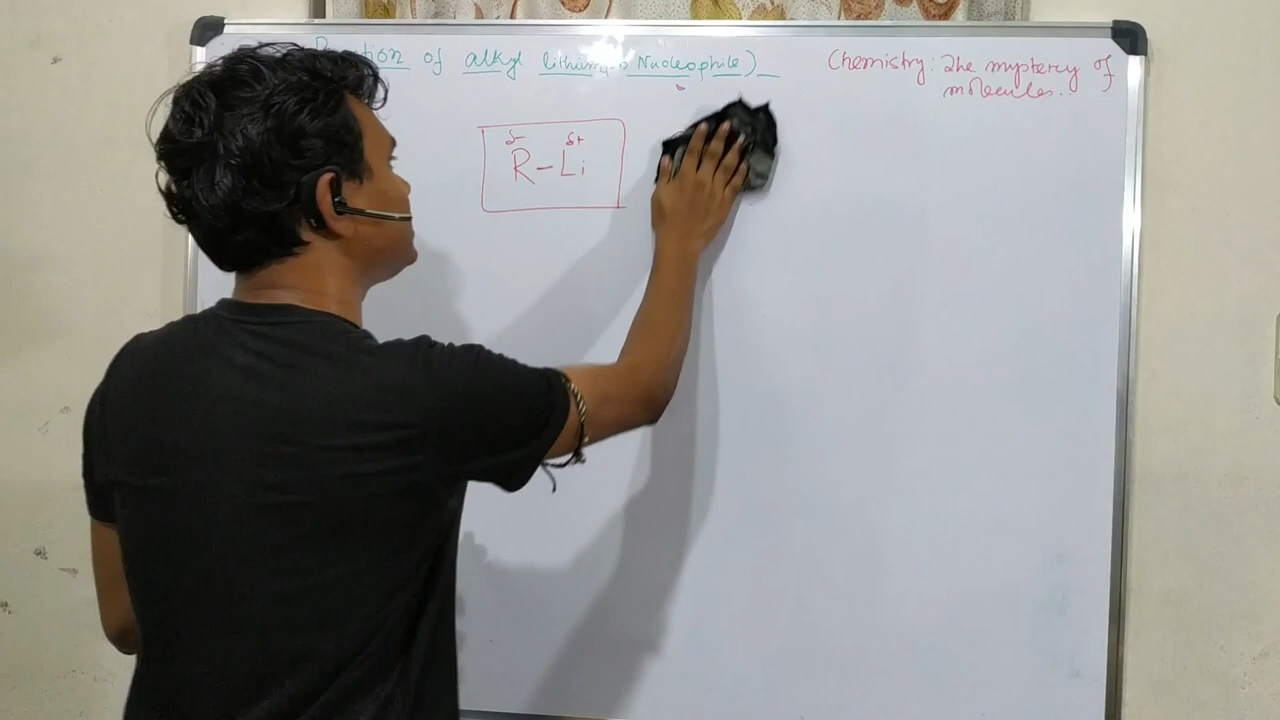 of alkyl lithium Nucleophile)
Chemistry: The mystery of
molecules..
δ- δ+
R-Li